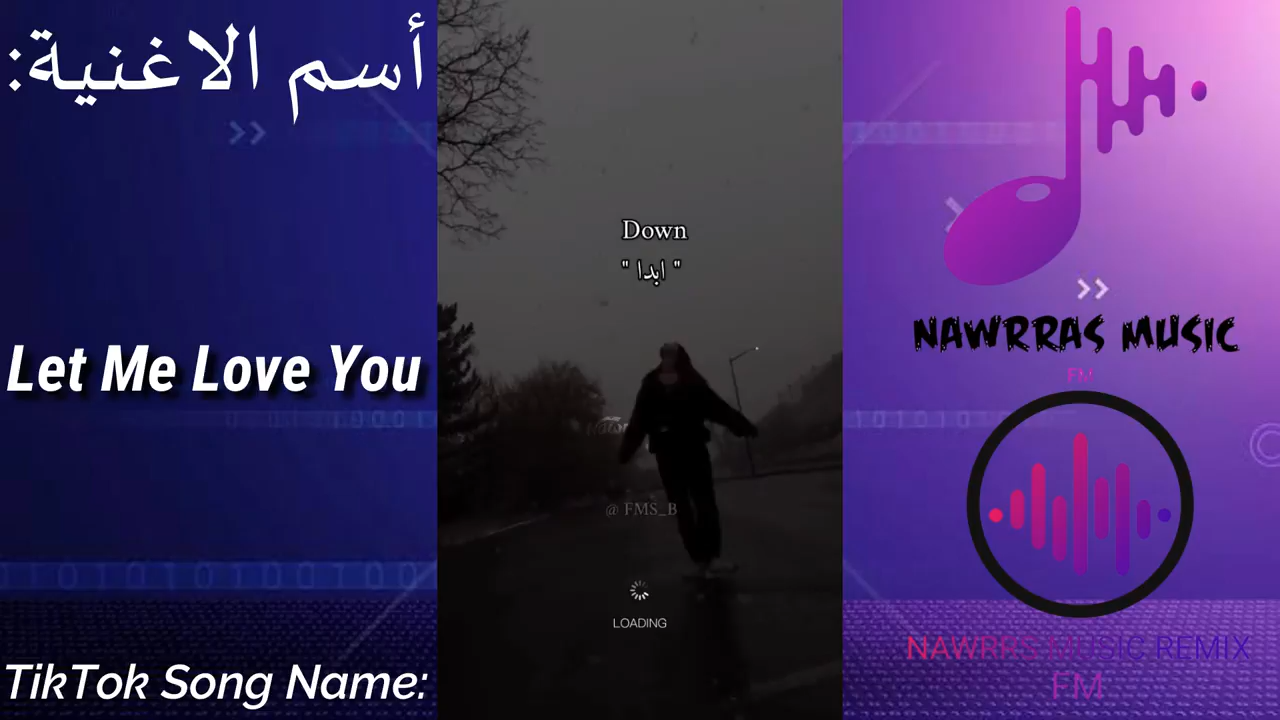 أسم الاغنية:
Let Me Love You
TikTok Song Name:
Down
" ابدا "
@ FMS_B
LOADING
NAWRRAS MUSIC
FM
NAWRRS MUSIC REMIX
FM